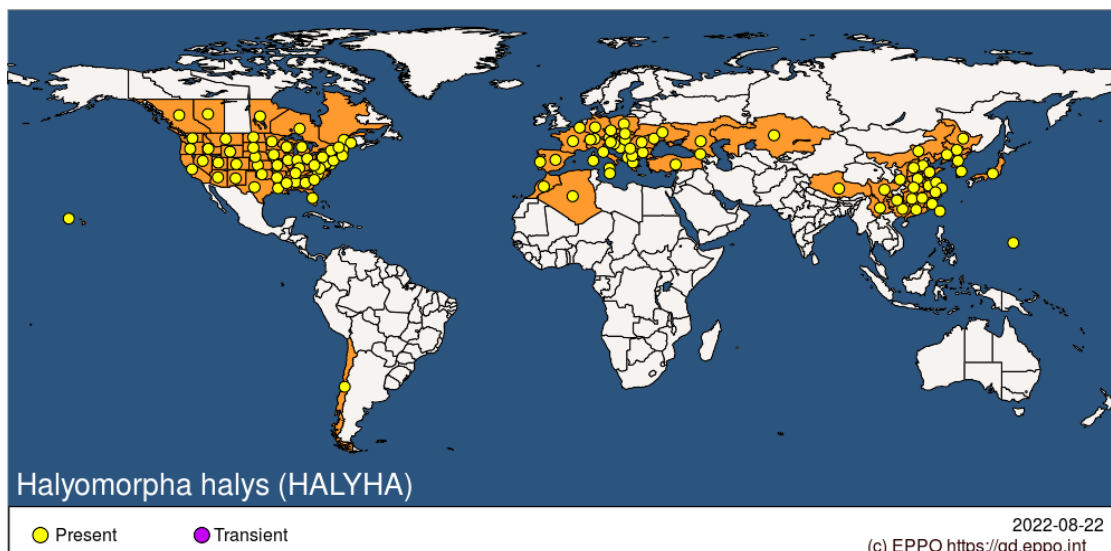 Halyomorpha halys (HALYHA)
Present
Transient
2022-08-22
(c) EPPO https://gd.eppo.int